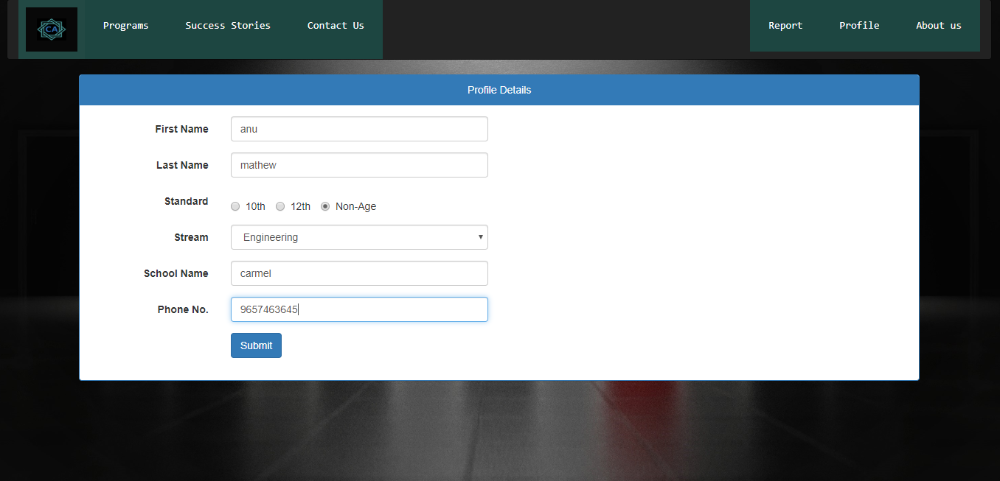 CA Programs Success Stories Contact Us Report Profile About us
Profile Details
First Name anu
Last Name mathew
Standard 10th 12th Non-Age
Stream Engineering
School Name carmel
Phone No. 9657463645
Submit